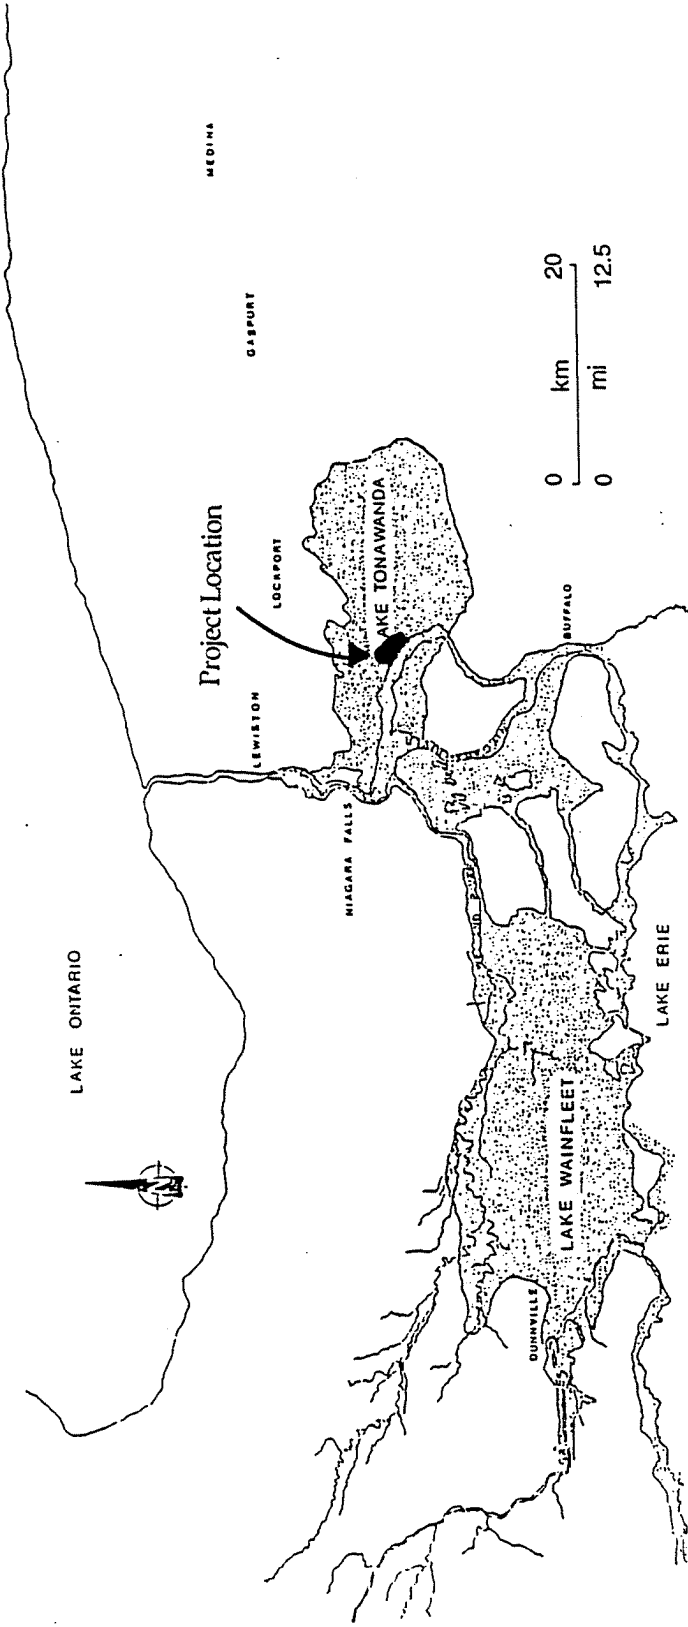 LAKE ONTARIO
MEDINA
GASPURT
Project Location
LOCKPORT
LEWISTON
NIAGARA FALLS
AKE TONAWANDA
BUFFALO
0 km 20
0 mi 12.5
DUNNVILLE
LAKE WAINFLEET
LAKE ERIE